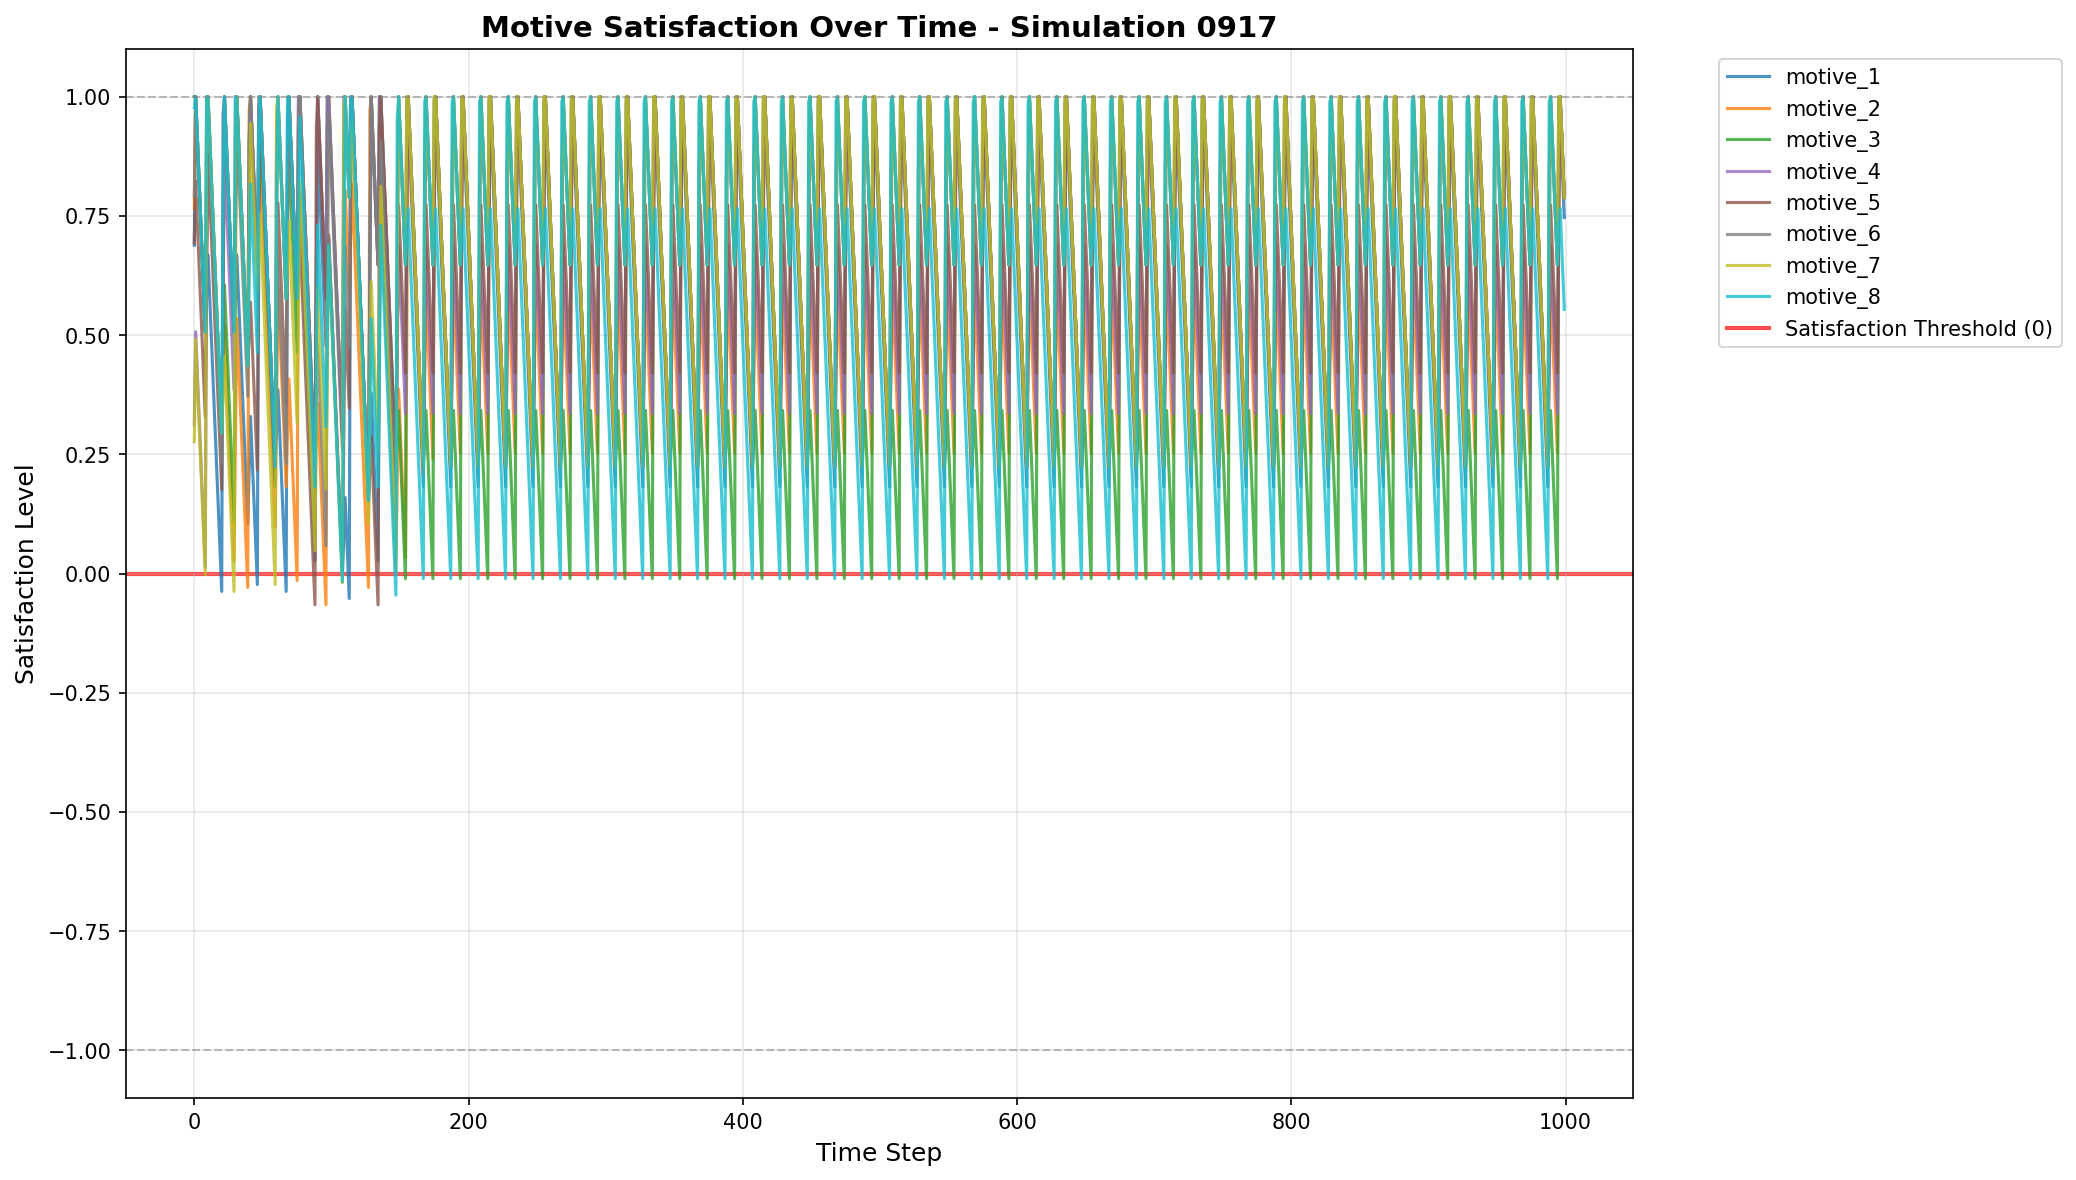 Motive Satisfaction Over Time - Simulation 0917
Satisfaction Level
1.00
0.75
0.50
0.25
0.00
−0.25
−0.50
−0.75
−1.00
0
200
400
600
800
1000
Time Step
motive_1
motive_2
motive_3
motive_4
motive_5
motive_6
motive_7
motive_8
Satisfaction Threshold (0)